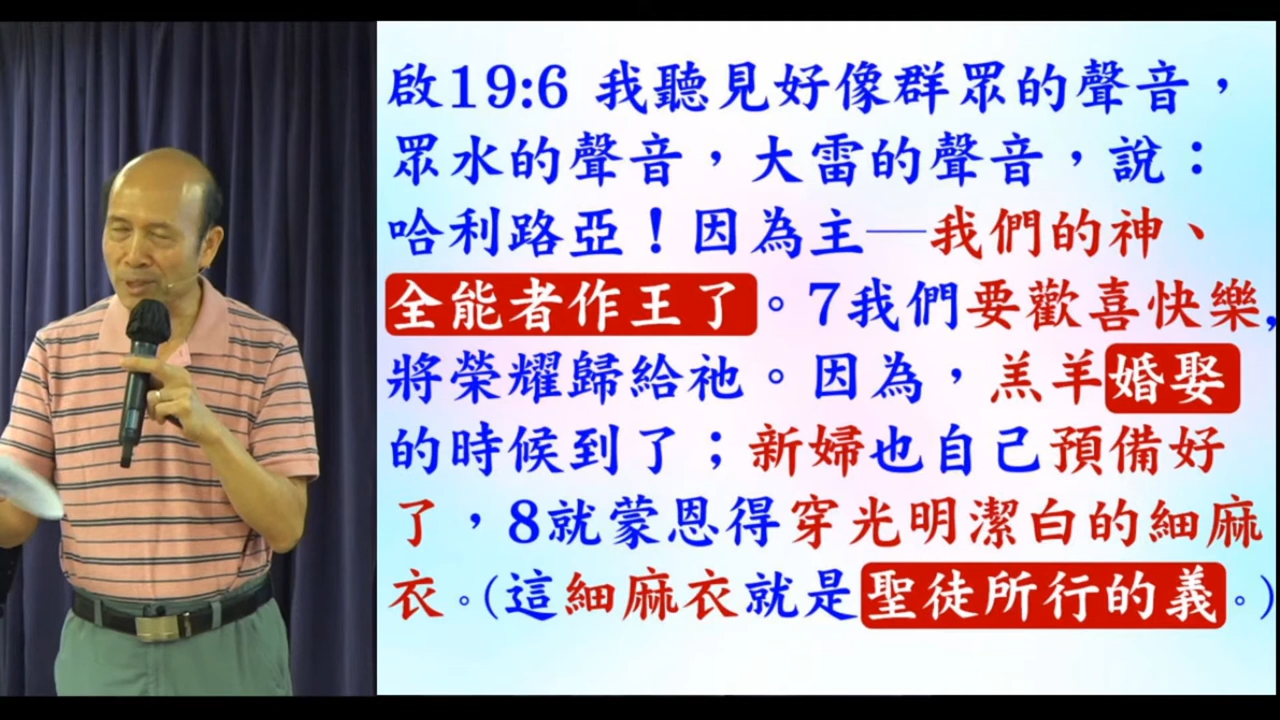 啟19:6 我聽見好像群眾的聲音，
眾水的聲音，大雷的聲音，說：
哈利路亞！因為主─我們的神、
全能者作王了。7我們要歡喜快樂,
將榮耀歸給祂。因為，羔羊婚娶
的時候到了；新婦也自己預備好
了，8就蒙恩得穿光明潔白的細麻
衣。(這細麻衣就是聖徒所行的義。)